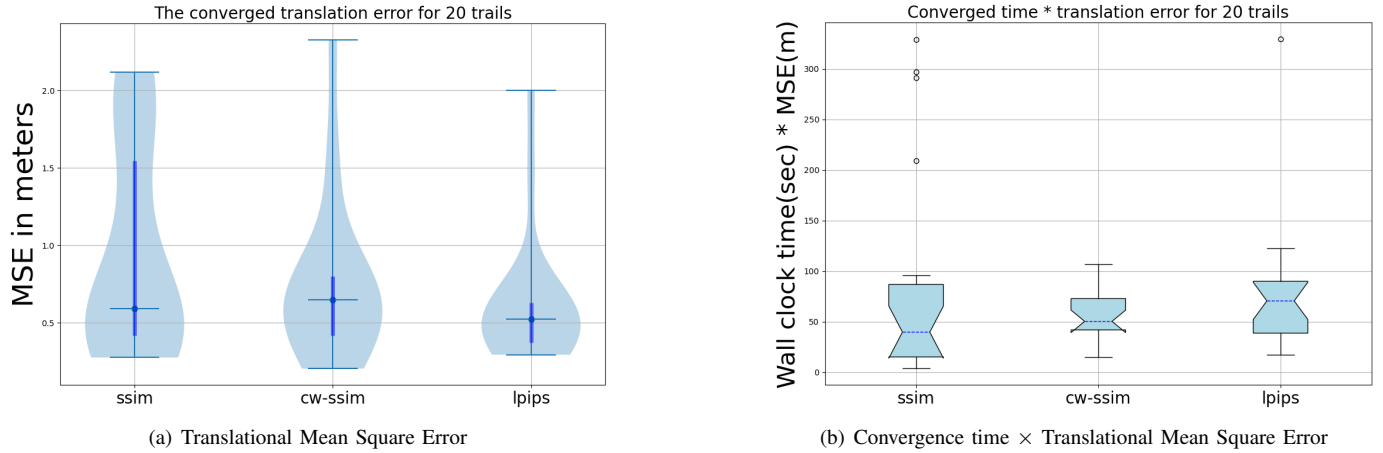 The converged translation error for 20 trails
MSE in meters
2.0
1.5
1.0
0.5
ssim
cw-ssim
lpips
(a) Translational Mean Square Error
Converged time * translation error for 20 trails
Wall clock time(sec) * MSE(m)
300
250
200
150
100
50
0
ssim
cw-ssim
lpips
(b) Convergence time × Translational Mean Square Error